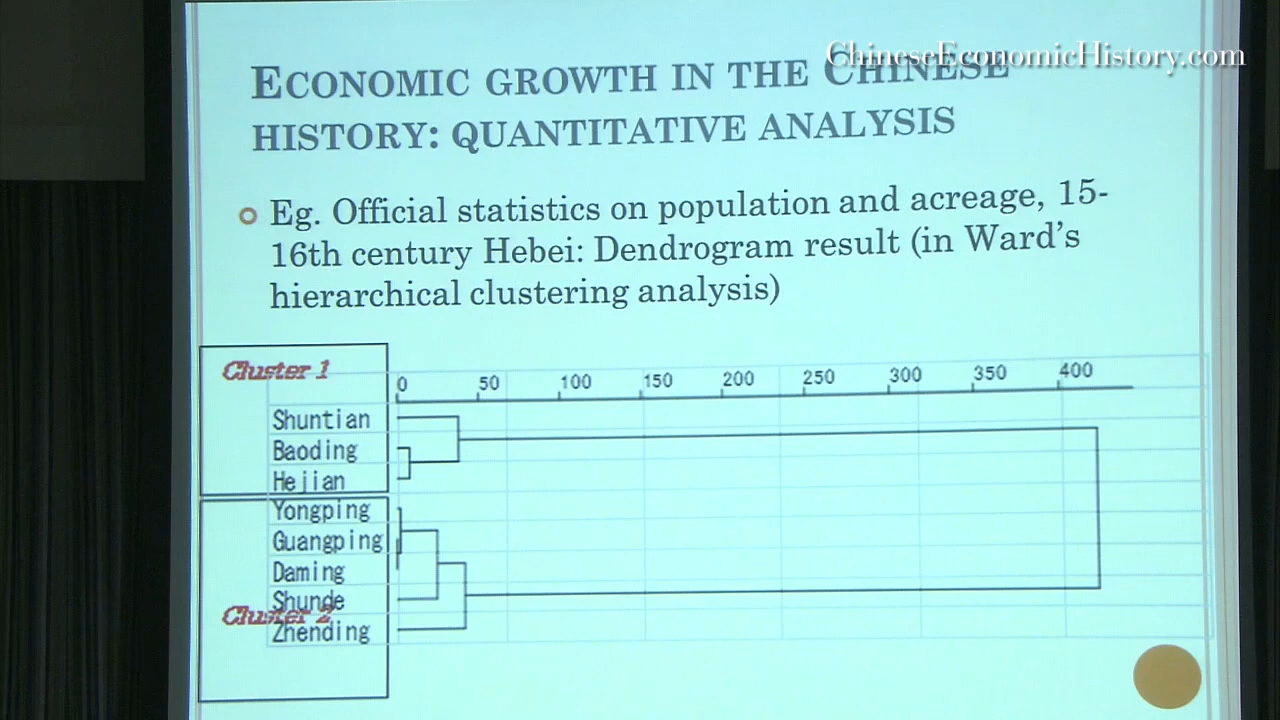 ChineseEconomicHistory.com
ECONOMIC GROWTH IN THE CHINESE
HISTORY: QUANTITATIVE ANALYSIS
Eg. Official statistics on population and acreage, 15-
16th century Hebei: Dendrogram result (in Ward's
hierarchical clustering analysis)
Cluster 1
0 50 100 150 200 250 300 350 400
Shuntian
Baoding
Hejian
Yongping
Guangping
Daming
Shunde
Cluster 2
Zhending